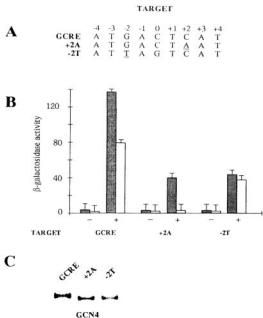 TARGET
A
-4 -3 -2 -1 0 +1 +2 +3 +4
GCRE A T G A C T C A T
+2A A T G A C T A A T
-2T A T T A G T C A T
B
β-galactosidase activity
120
80
40
0
− + − + − +
TARGET GCRE +2A -2T
C
GCRE +2A -2T
GCN4